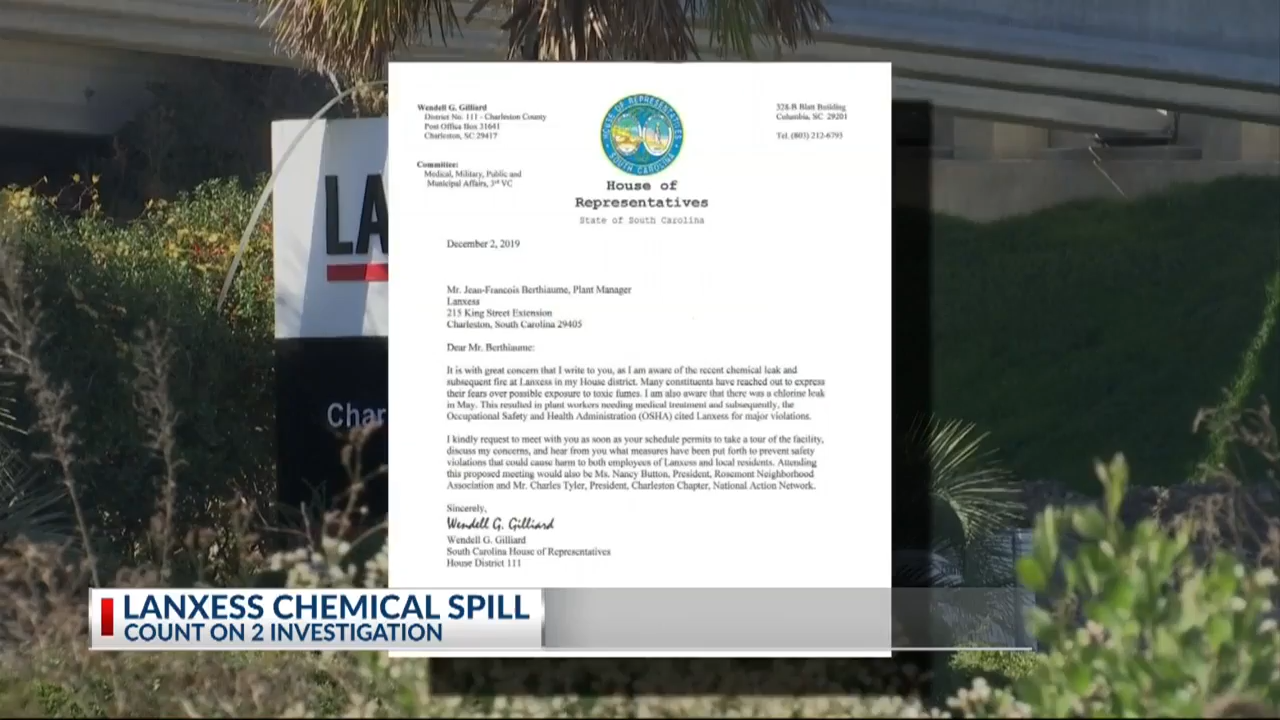 Wendell G. Gilliard
District No. 111 - Charleston County
Post Office Box 31641
Charleston, SC 29417
Committee:
Medical, Military, Public and
Municipal Affairs, 3rd VC
HOUSE OF REPRESENTATIVES
SOUTH CAROLINA
House of
Representatives
State of South Carolina
328-B Blatt Building
Columbia, SC 29201
Tel. (803) 212-6793
December 2, 2019
Mr. Jean-Francois Berthiaume, Plant Manager
Lanxess
215 King Street Extension
Charleston, South Carolina 29405
Dear Mr. Berthiaume:
It is with great concern that I write to you, as I am aware of the recent chemical leak and
subsequent fire at Lanxess in my House district. Many constituents have reached out to express
their fears over possible exposure to toxic fumes. I am also aware that there was a chlorine leak
in May. This resulted in plant workers needing medical treatment and subsequently, the
Occupational Safety and Health Administration (OSHA) cited Lanxess for major violations.
I kindly request to meet with you as soon as your schedule permits to take a tour of the facility,
discuss my concerns, and hear from you what measures have been put forth to prevent safety
violations that could cause harm to both employees of Lanxess and local residents. Attending
this proposed meeting would also be Ms. Nancy Button, President, Rosemont Neighborhood
Association and Mr. Charles Tyler, President, Charleston Chapter, National Action Network.
Sincerely,
Wendell G. Gilliard
Wendell G. Gilliard
South Carolina House of Representatives
House District 111
LA
Char
LANXESS CHEMICAL SPILL
COUNT ON 2 INVESTIGATION